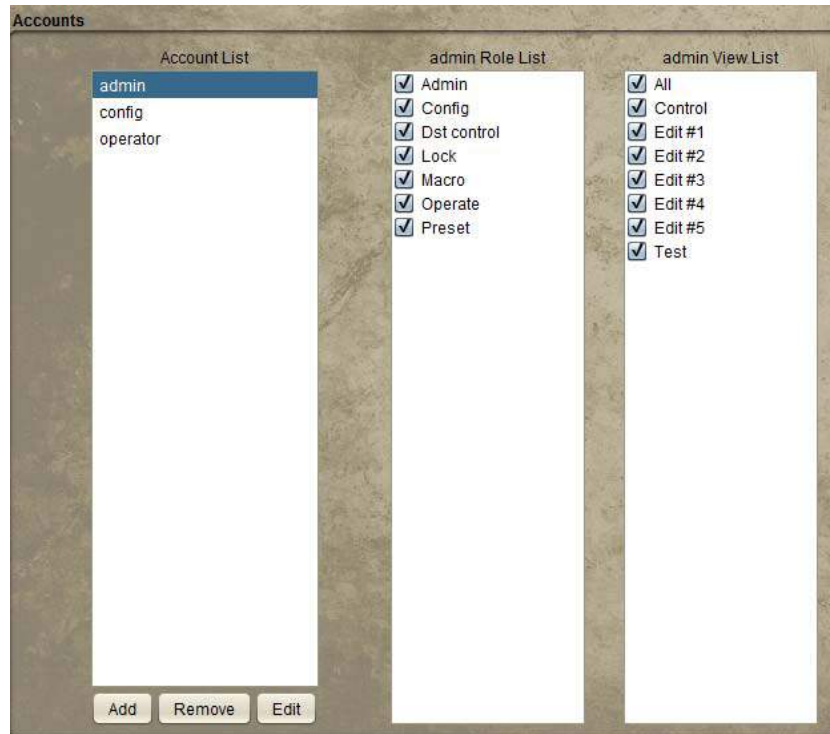 Accounts
Account List
admin
config
operator
Add Remove Edit
admin Role List
Admin
Config
Dst control
Lock
Macro
Operate
Preset
admin View List
All
Control
Edit #1
Edit #2
Edit #3
Edit #4
Edit #5
Test